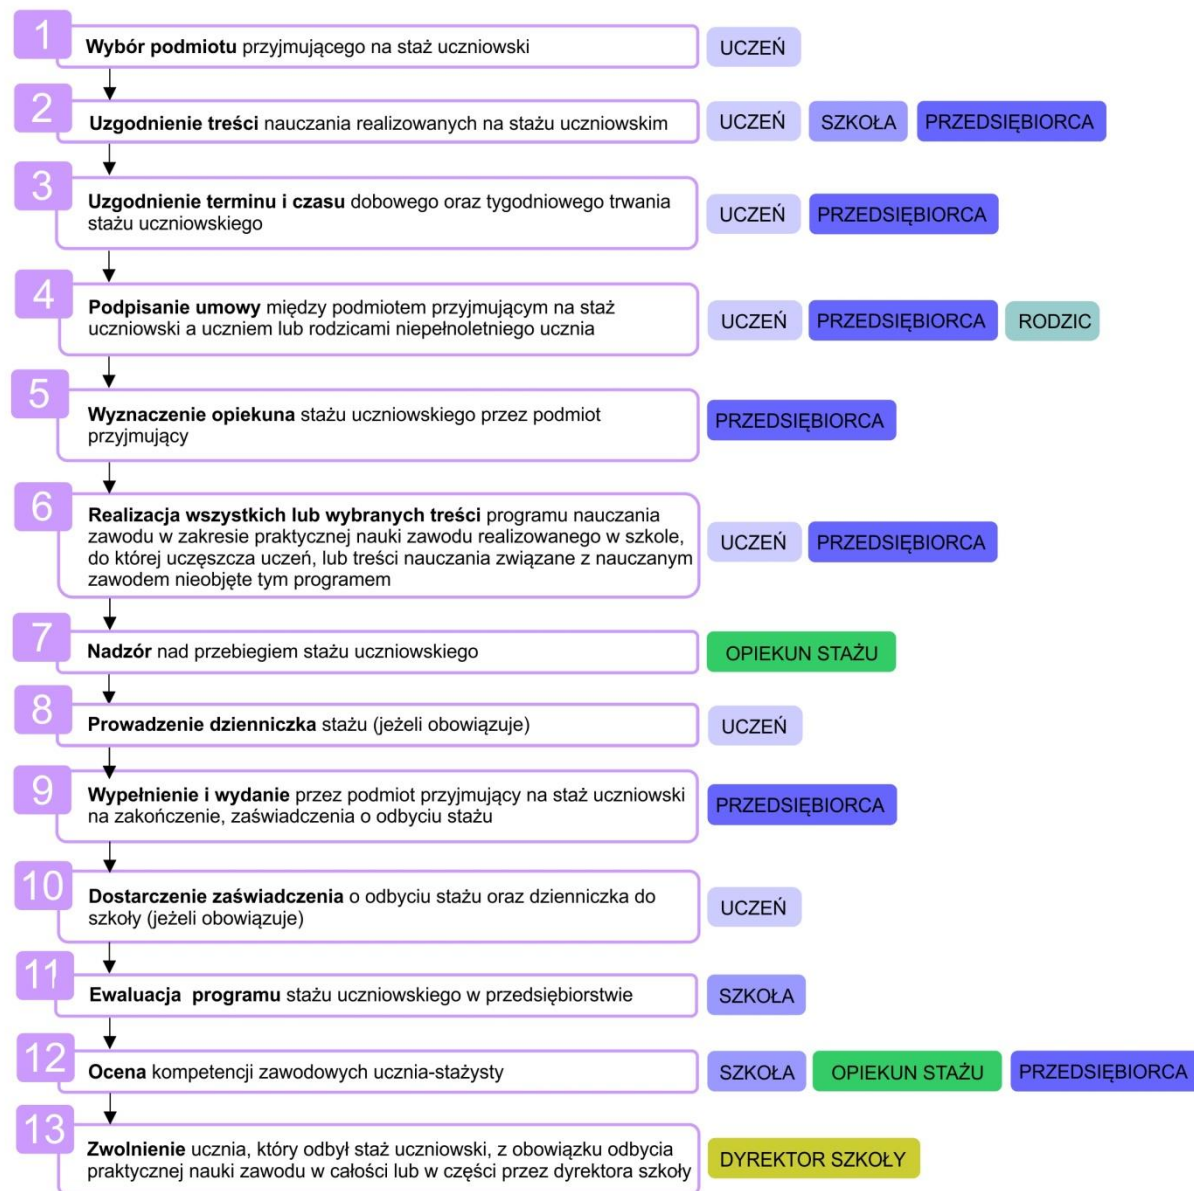 1
Wybór podmiotu przyjmującego na staż uczniowski
UCZEŃ
2
Uzgodnienie treści nauczania realizowanych na stażu uczniowskim
UCZEŃ SZKOŁA PRZEDSIĘBIORCA
3
Uzgodnienie terminu i czasu dobowego oraz tygodniowego trwania
stażu uczniowskiego
UCZEŃ PRZEDSIĘBIORCA
4
Podpisanie umowy między podmiotem przyjmującym na staż
uczniowski a uczniem lub rodzicami niepełnoletniego ucznia
UCZEŃ PRZEDSIĘBIORCA RODZIC
5
Wyznaczenie opiekuna stażu uczniowskiego przez podmiot
przyjmujący
PRZEDSIĘBIORCA
6
Realizacja wszystkich lub wybranych treści programu nauczania
zawodu w zakresie praktycznej nauki zawodu realizowanego w szkole,
do której uczęszcza uczeń, lub treści nauczania związane z nauczanym
zawodem nieobjęte tym programem
UCZEŃ PRZEDSIĘBIORCA
7
Nadzór nad przebiegiem stażu uczniowskiego
OPIEKUN STAŻU
8
Prowadzenie dzienniczka stażu (jeżeli obowiązuje)
UCZEŃ
9
Wypełnienie i wydanie przez podmiot przyjmujący na staż uczniowski
na zakończenie, zaświadczenia o odbyciu stażu
PRZEDSIĘBIORCA
10
Dostarczenie zaświadczenia o odbyciu stażu oraz dzienniczka do
szkoły (jeżeli obowiązuje)
UCZEŃ
11
Ewaluacja programu stażu uczniowskiego w przedsiębiorstwie
SZKOŁA
12
Ocena kompetencji zawodowych ucznia-stażysty
SZKOŁA OPIEKUN STAŻU PRZEDSIĘBIORCA
13
Zwolnienie ucznia, który odbył staż uczniowski, z obowiązku odbycia
praktycznej nauki zawodu w całości lub w części przez dyrektora szkoły
DYREKTOR SZKOŁY